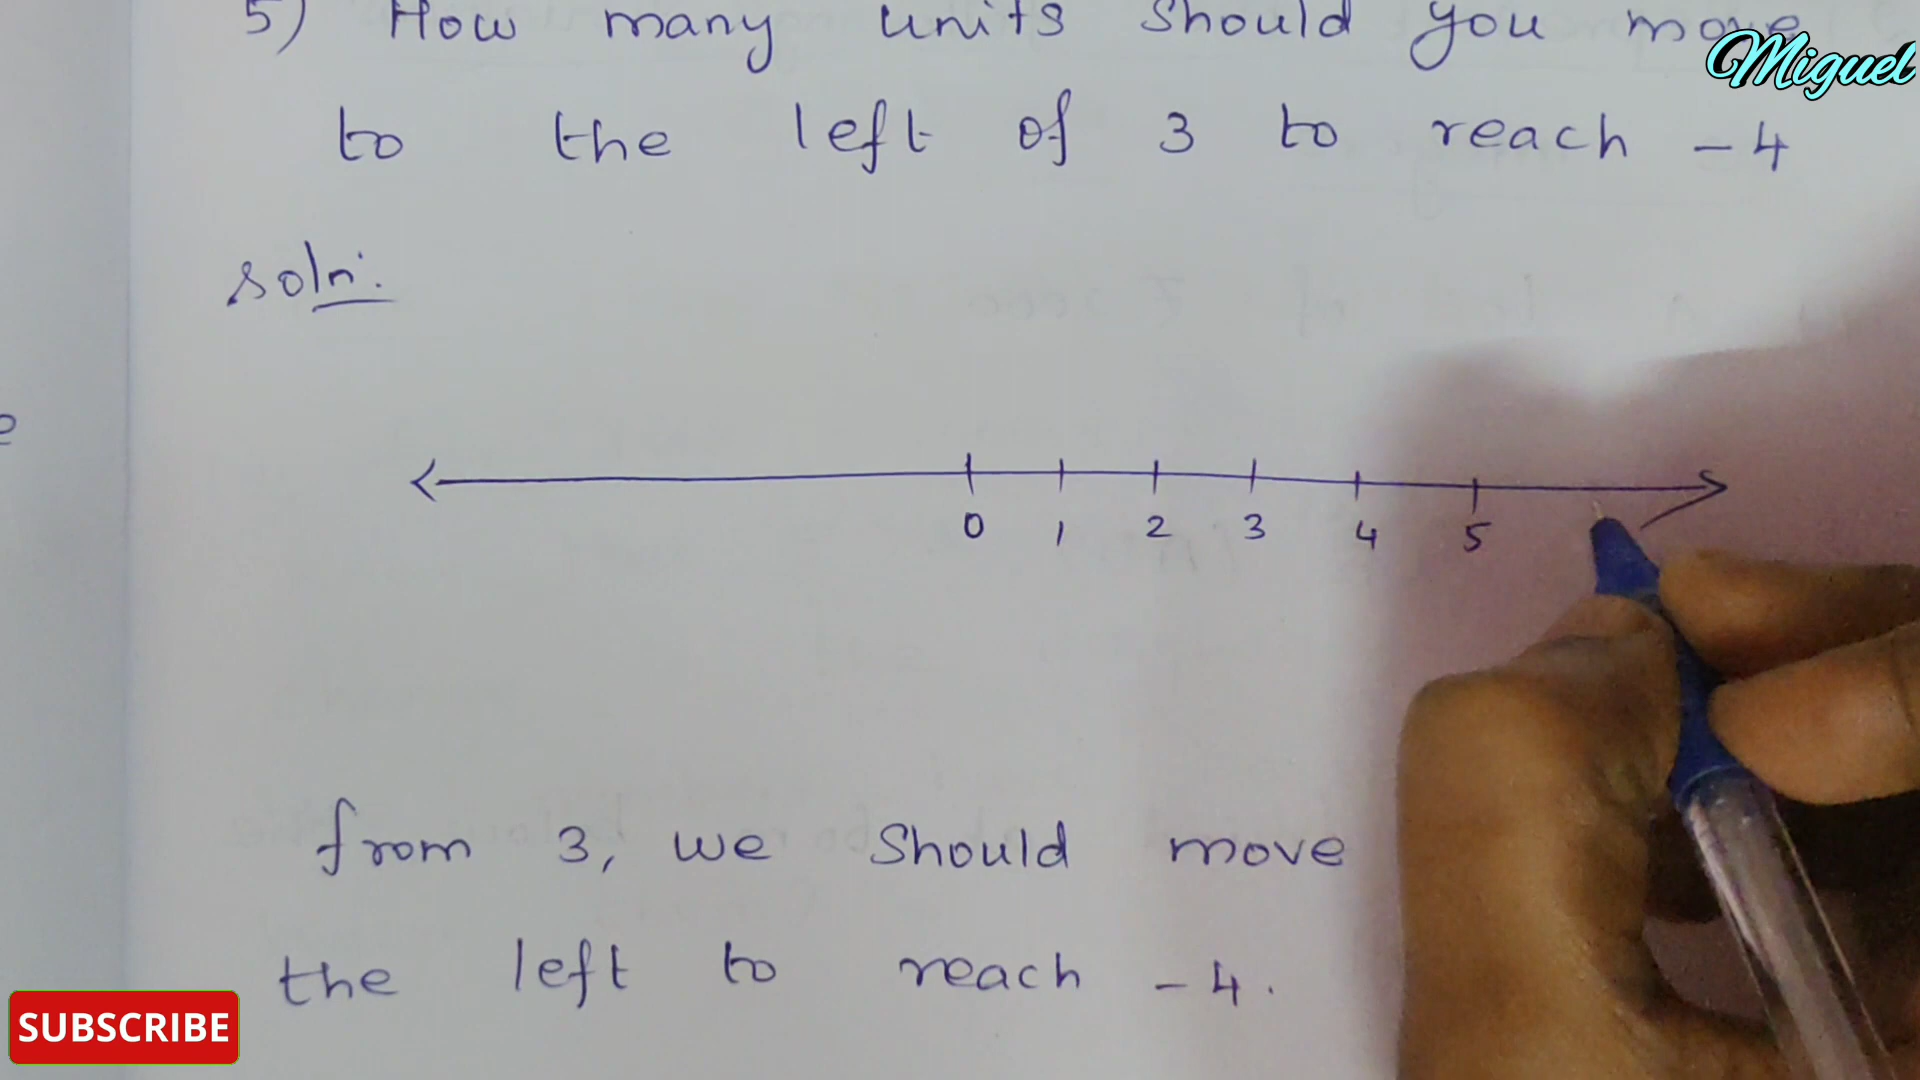 5) How many units should you move
Miguel
to the left of 3 to reach -4
soln:
0 1 2 3 4 5
from 3, we should move
the left to reach -4.
SUBSCRIBE